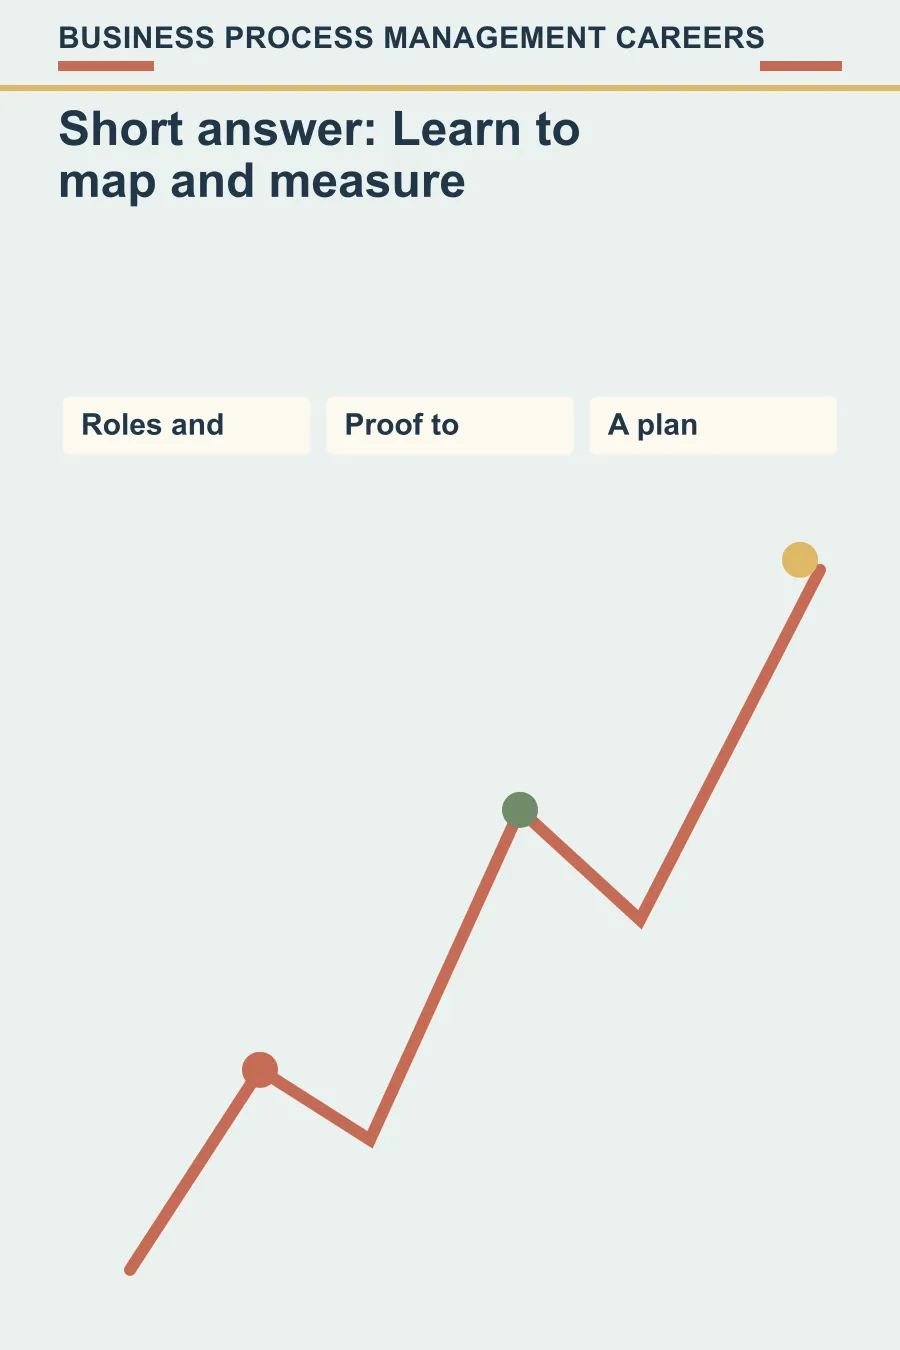 BUSINESS PROCESS MANAGEMENT CAREERS
Short answer: Learn to
map and measure
Roles and
Proof to
A plan